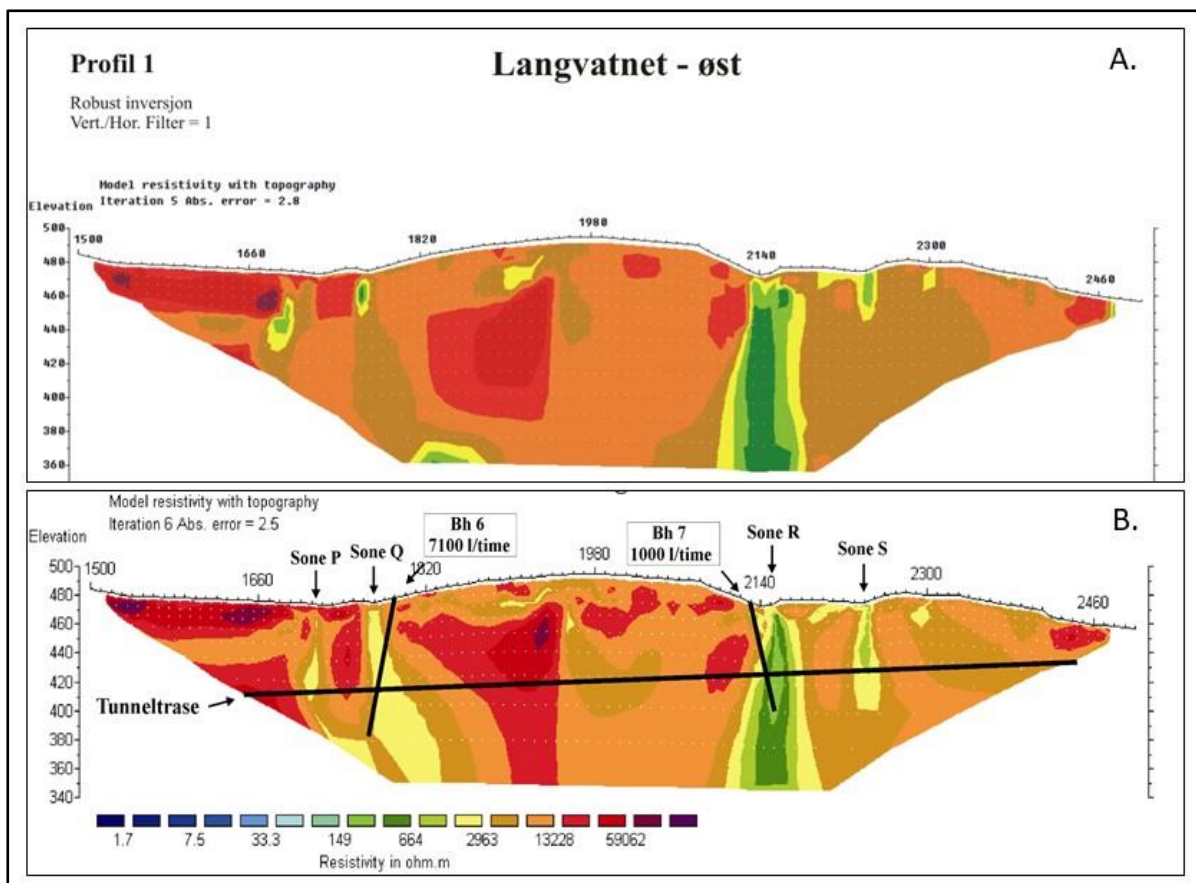 Profil 1
Langvatnet - øst
A.
Robust inversjon
Vert./Hor. Filter = 1
Model resistivity with topography
Iteration 5 Abs. error = 2.8
Elevation
500
480
460
440
420
400
380
360
1500
1660
1820
1980
2140
2300
2460
Model resistivity with topography
Iteration 6 Abs. error = 2.5
B.
Elevation
Sone P
Sone Q
Bh 6
7100 l/time
Bh 7
1000 l/time
Sone R
Sone S
500
480
460
440
420
400
380
360
340
1500
1660
1820
1980
2140
2300
2460
Tunneltrase
1.7 7.5 33.3 149 664 2963 13228 59062
Resistivity in ohm.m